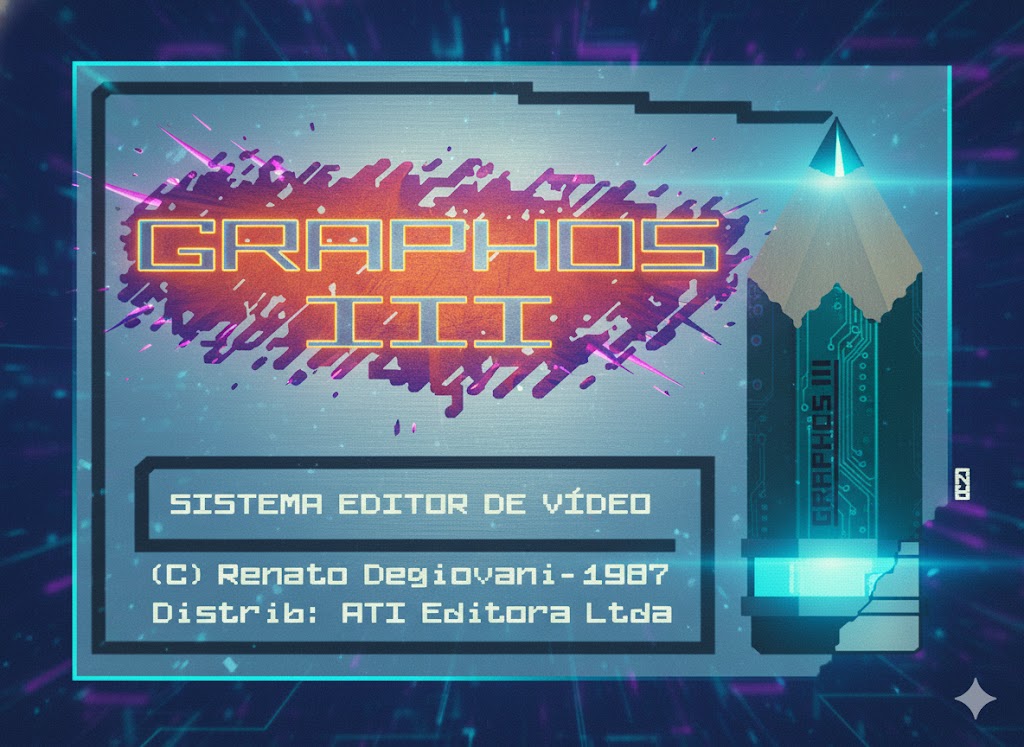 GRAPHOS
III
GRAPHOS III
SISTEMA EDITOR DE VÍDEO
(C) Renato Degiovani-1987
Distrib: ATI Editora Ltda